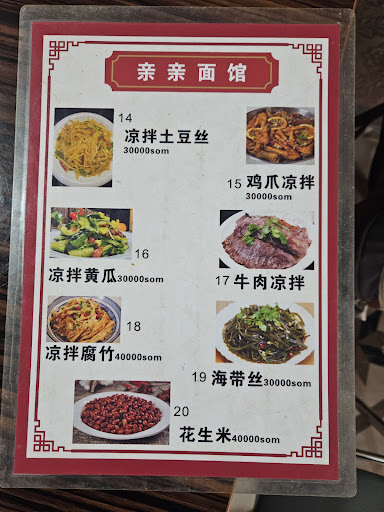 亲亲面馆
14
凉拌土豆丝
30000som
15 鸡爪凉拌
30000som
16
凉拌黄瓜30000som
17 牛肉凉拌
18
凉拌腐竹40000som
19 海带丝30000som
20
花生米40000som